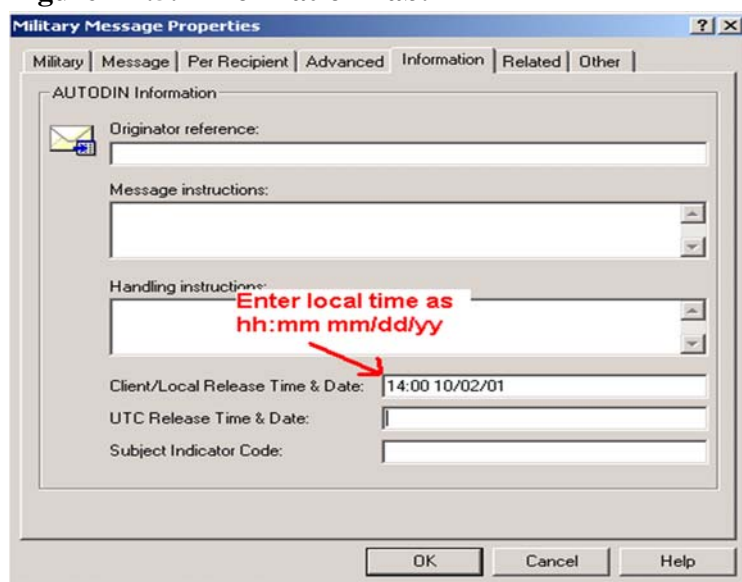 Military Message Properties
Military Message Per Recipient Advanced Information Related Other
AUTODIN Information
Originator reference:
Message instructions:
Handling instructions:
Enter local time as
hh:mm mm/dd/yy
Client/Local Release Time & Date: 14:00 10/02/01
UTC Release Time & Date:
Subject Indicator Code:
OK Cancel Help